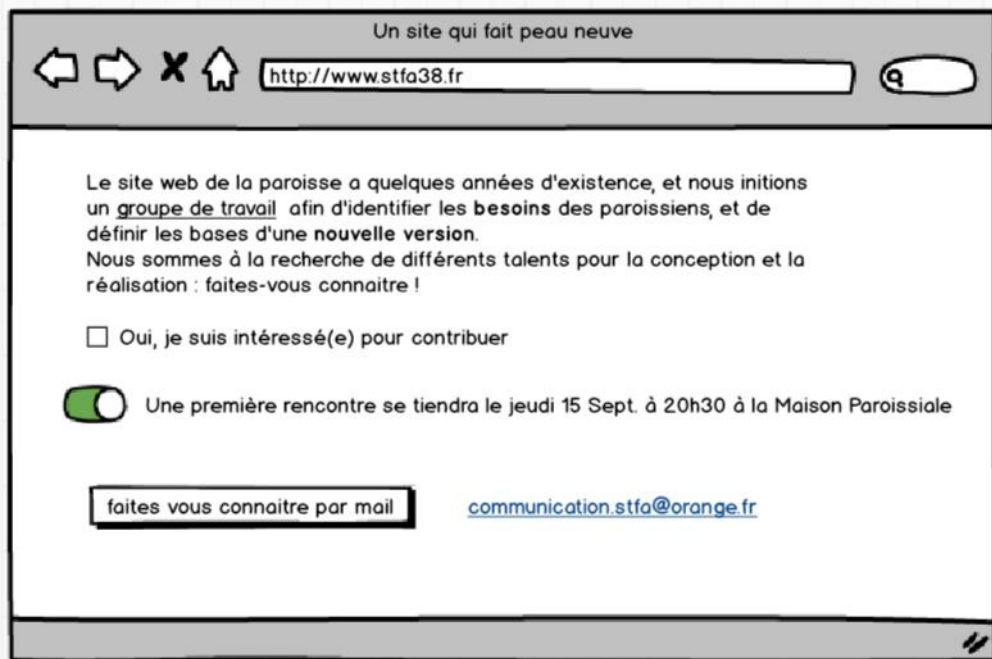 Un site qui fait peau neuve
http://www.stfa38.fr
Le site web de la paroisse a quelques années d'existence, et nous initions
un groupe de travail afin d'identifier les besoins des paroissiens, et de
définir les bases d'une nouvelle version.
Nous sommes à la recherche de différents talents pour la conception et la
réalisation : faites-vous connaitre !
Oui, je suis intéressé(e) pour contribuer
Une première rencontre se tiendra le jeudi 15 Sept. à 20h30 à la Maison Paroissiale
faites vous connaitre par mail communication.stfa@orange.fr